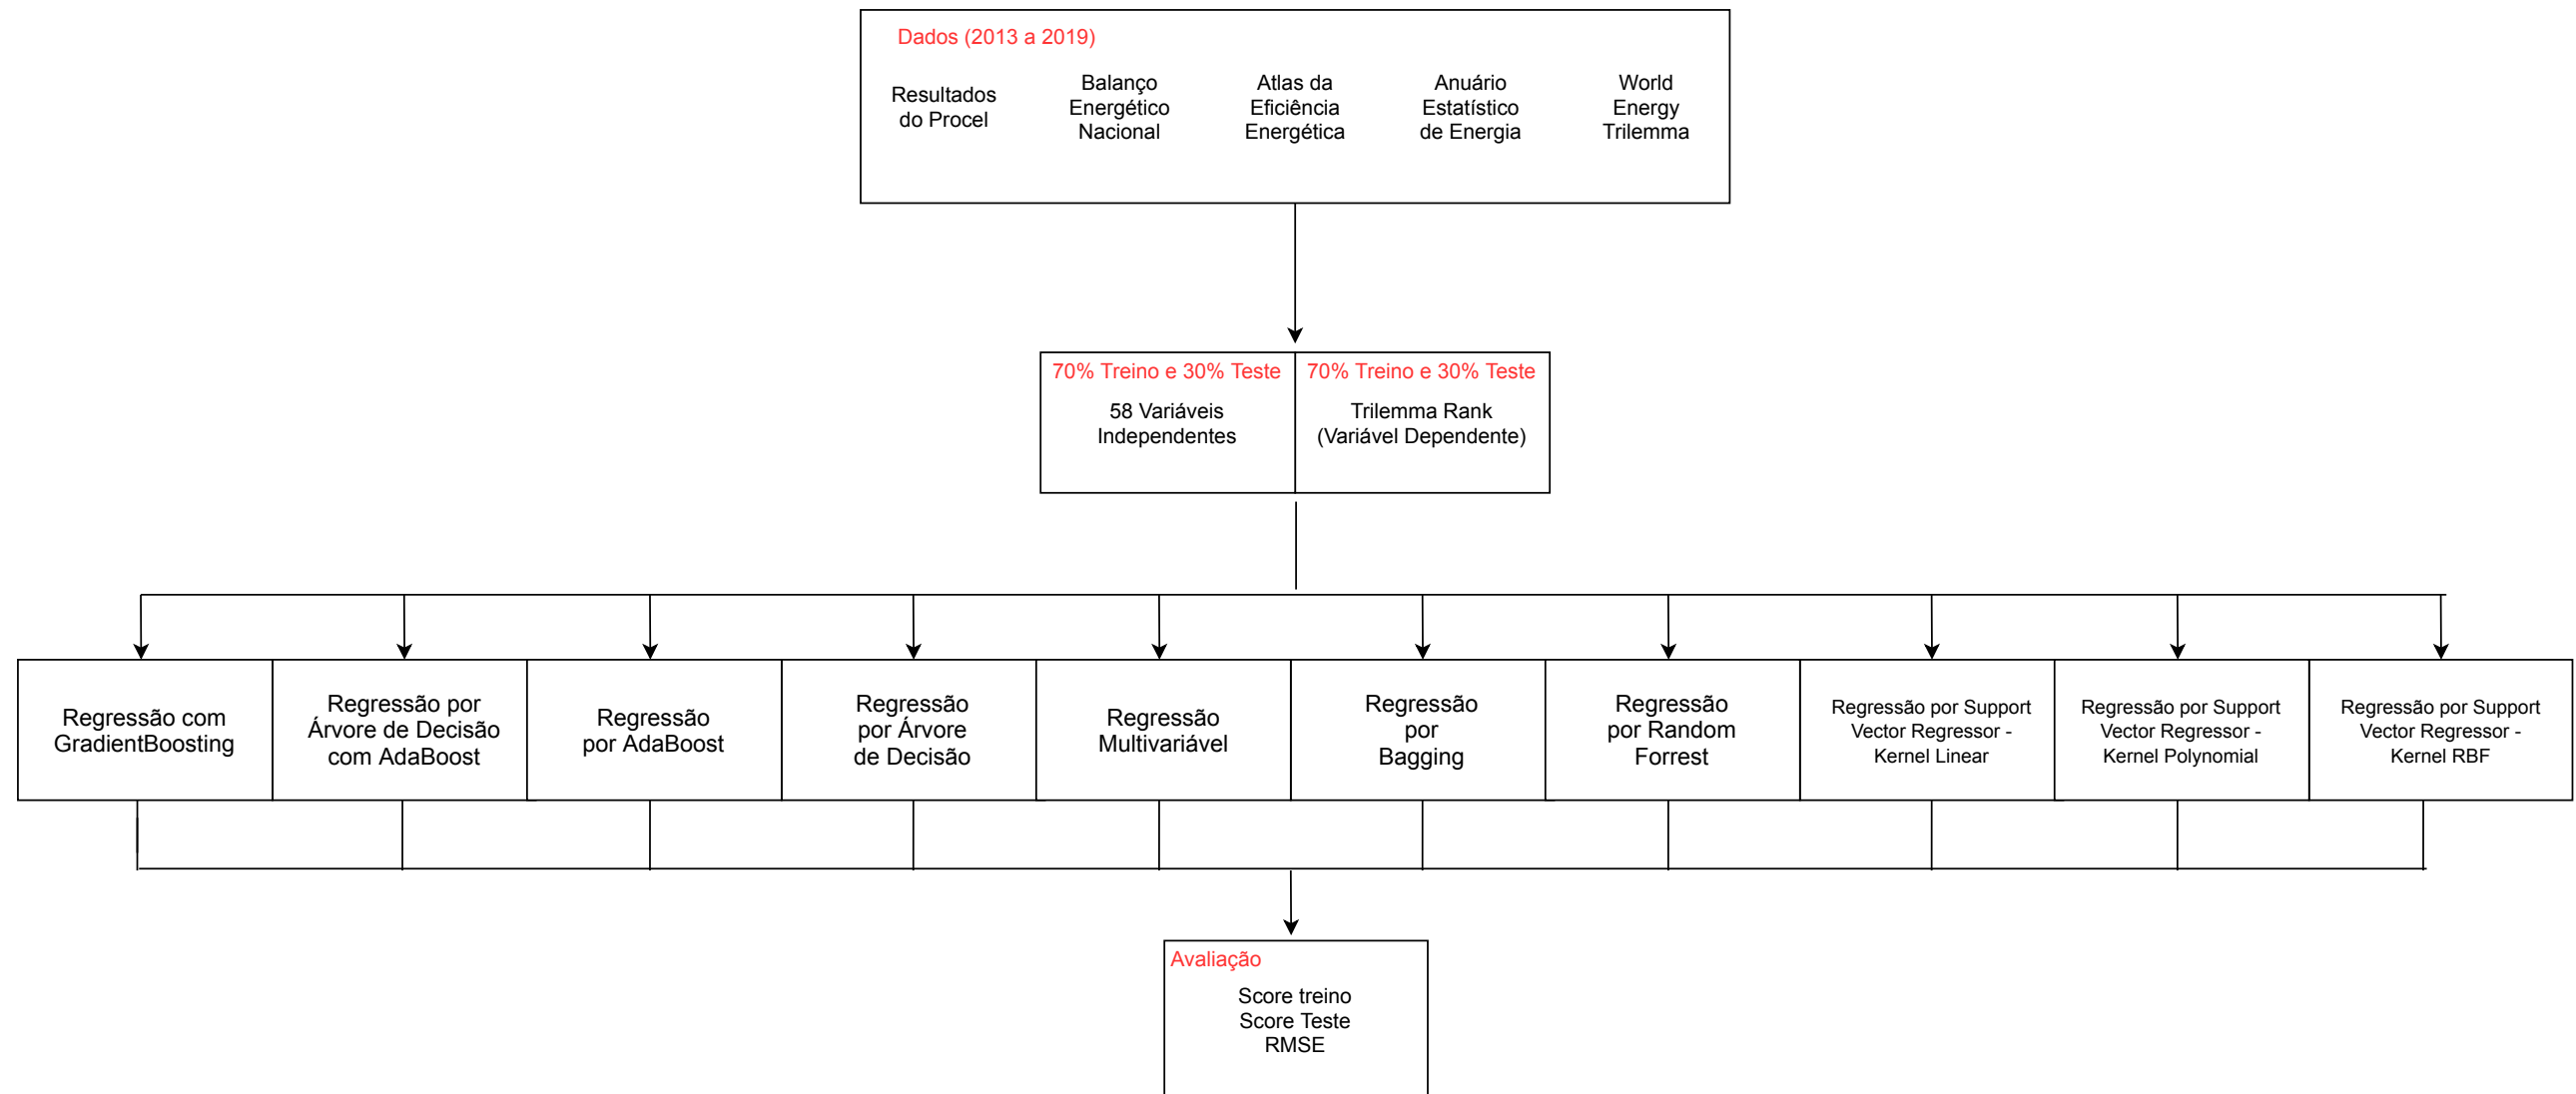 Dados (2013 a 2019)
Resultados
do Procel
Balanço
Energético
Nacional
Atlas da
Eficiência
Energética
Anuário
Estatístico
de Energia
World
Energy
Trilemma
70% Treino e 30% Teste
58 Variáveis
Independentes
70% Treino e 30% Teste
Trilemma Rank
(Variável Dependente)
Regressão com
GradientBoosting
Regressão por
Árvore de Decisão
com AdaBoost
Regressão
por AdaBoost
Regressão
por Árvore
de Decisão
Regressão
Multivariável
Regressão
por
Bagging
Regressão
por Random
Forrest
Regressão por Support
Vector Regressor -
Kernel Linear
Regressão por Support
Vector Regressor -
Kernel Polynomial
Regressão por Support
Vector Regressor -
Kernel RBF
Avaliação
Score treino
Score Teste
RMSE